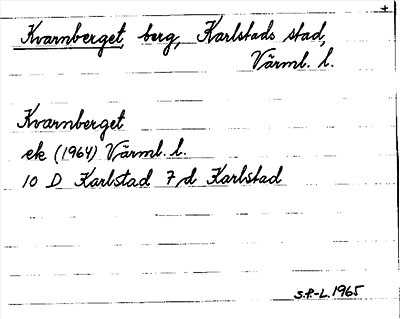 +
Kvarnberget, berg, Karlstads stad,
Värml. l.
Kvarnberget
ek (1964) Värml. l.
10 D Karlstad 7 d Karlstad
S.P-L. 1965